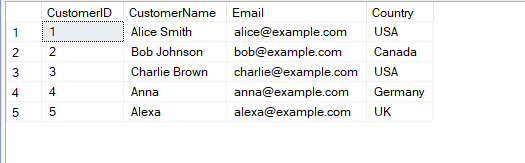 CustomerID CustomerName Email Country
1 1 Alice Smith alice@example.com USA
2 2 Bob Johnson bob@example.com Canada
3 3 Charlie Brown charlie@example.com USA
4 4 Anna anna@example.com Germany
5 5 Alexa alexa@example.com UK